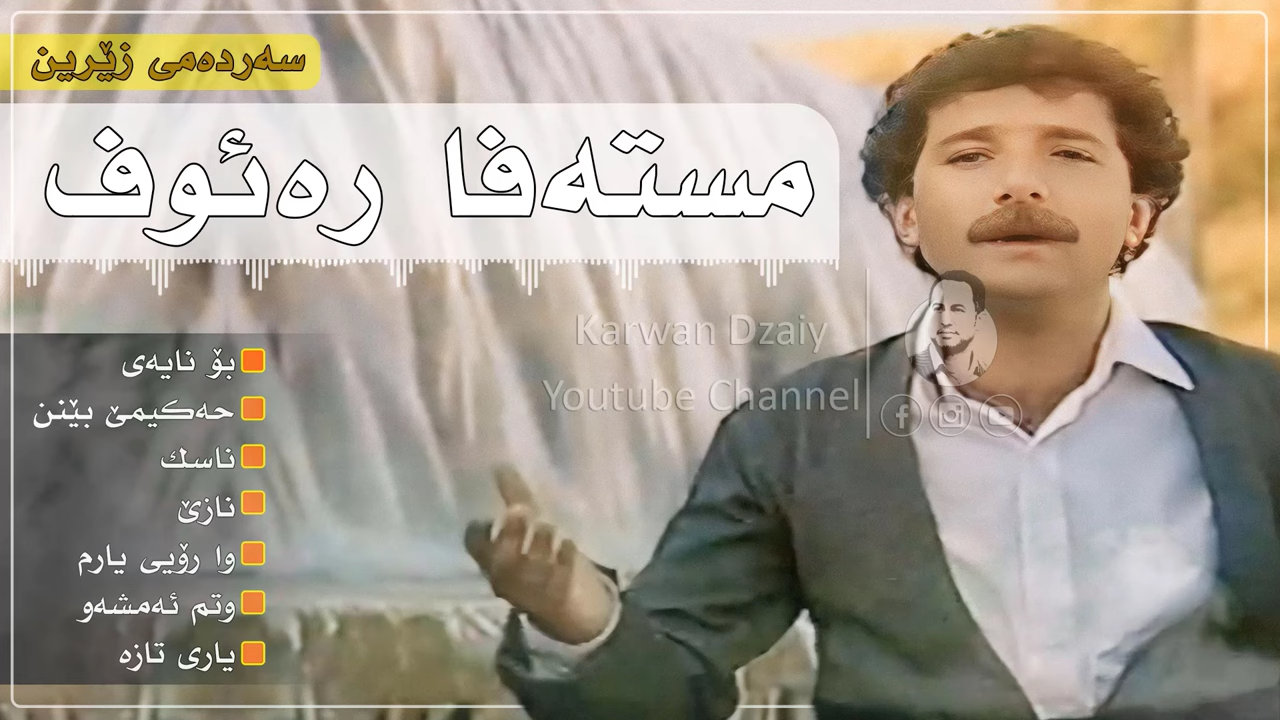 سەردەمی زێرین
مستەفا رەئوف
Karwan Dzaiy
Youtube Channel
بۆ نایەی
حەکیمێ بێنن
ناسك
نازێ
وا رۆیی یارم
وتم ئەمشەو
یاری تازە